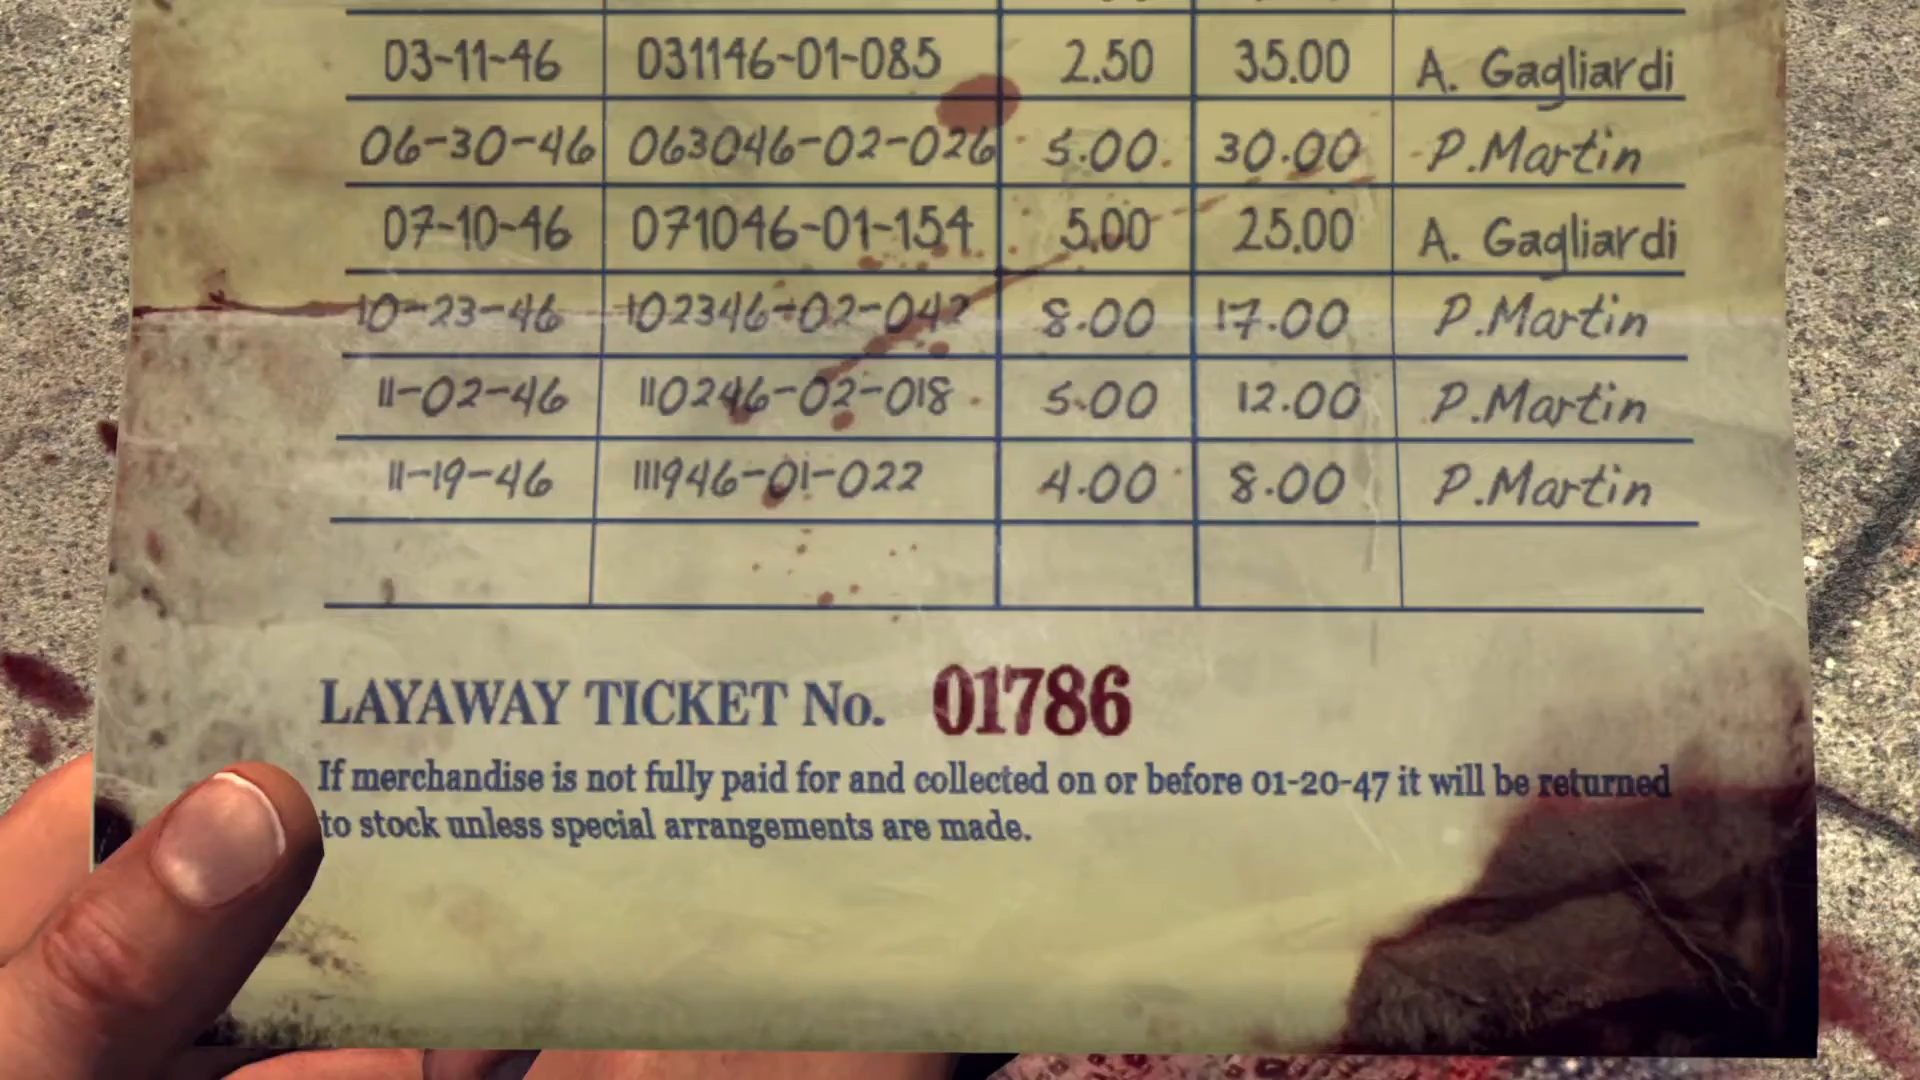 03-11-46 031146-01-085 2.50 35.00 A. Gagliardi
06-30-46 063046-02-026 5.00 30.00 P.Martin
07-10-46 071046-01-154 5.00 25.00 A. Gagliardi
10-23-46 102346-02-042 8.00 17.00 P.Martin
11-02-46 110246-02-018 5.00 12.00 P.Martin
11-19-46 111946-01-022 4.00 8.00 P.Martin
LAYAWAY TICKET No. 01786
If merchandise is not fully paid for and collected on or before 01-20-47 it will be returned
to stock unless special arrangements are made.